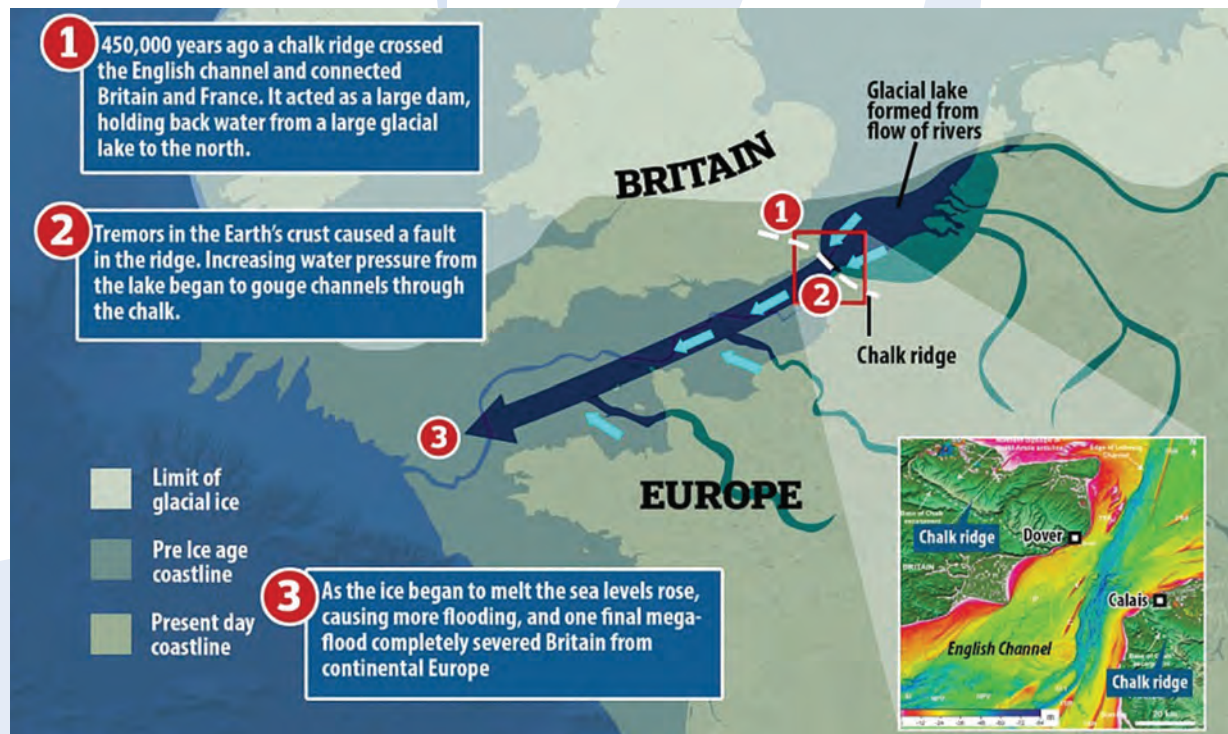 1
450,000 years ago a chalk ridge crossed
the English channel and connected
Britain and France. It acted as a large dam,
holding back water from a large glacial
lake to the north.
Glacial lake
formed from
flow of rivers
BRITAIN
1
2
Tremors in the Earth's crust caused a fault
in the ridge. Increasing water pressure from
the lake began to gouge channels through
the chalk.
2
Chalk ridge
3
EUROPE
Limit of
glacial ice
Pre Ice age
coastline
Present day
coastline
3
As the ice began to melt the sea levels rose,
causing more flooding, and one final mega-
flood completely severed Britain from
continental Europe
N
Chalk ridge
Dover
BRITAIN
Calais
English Channel
Chalk ridge
20 km